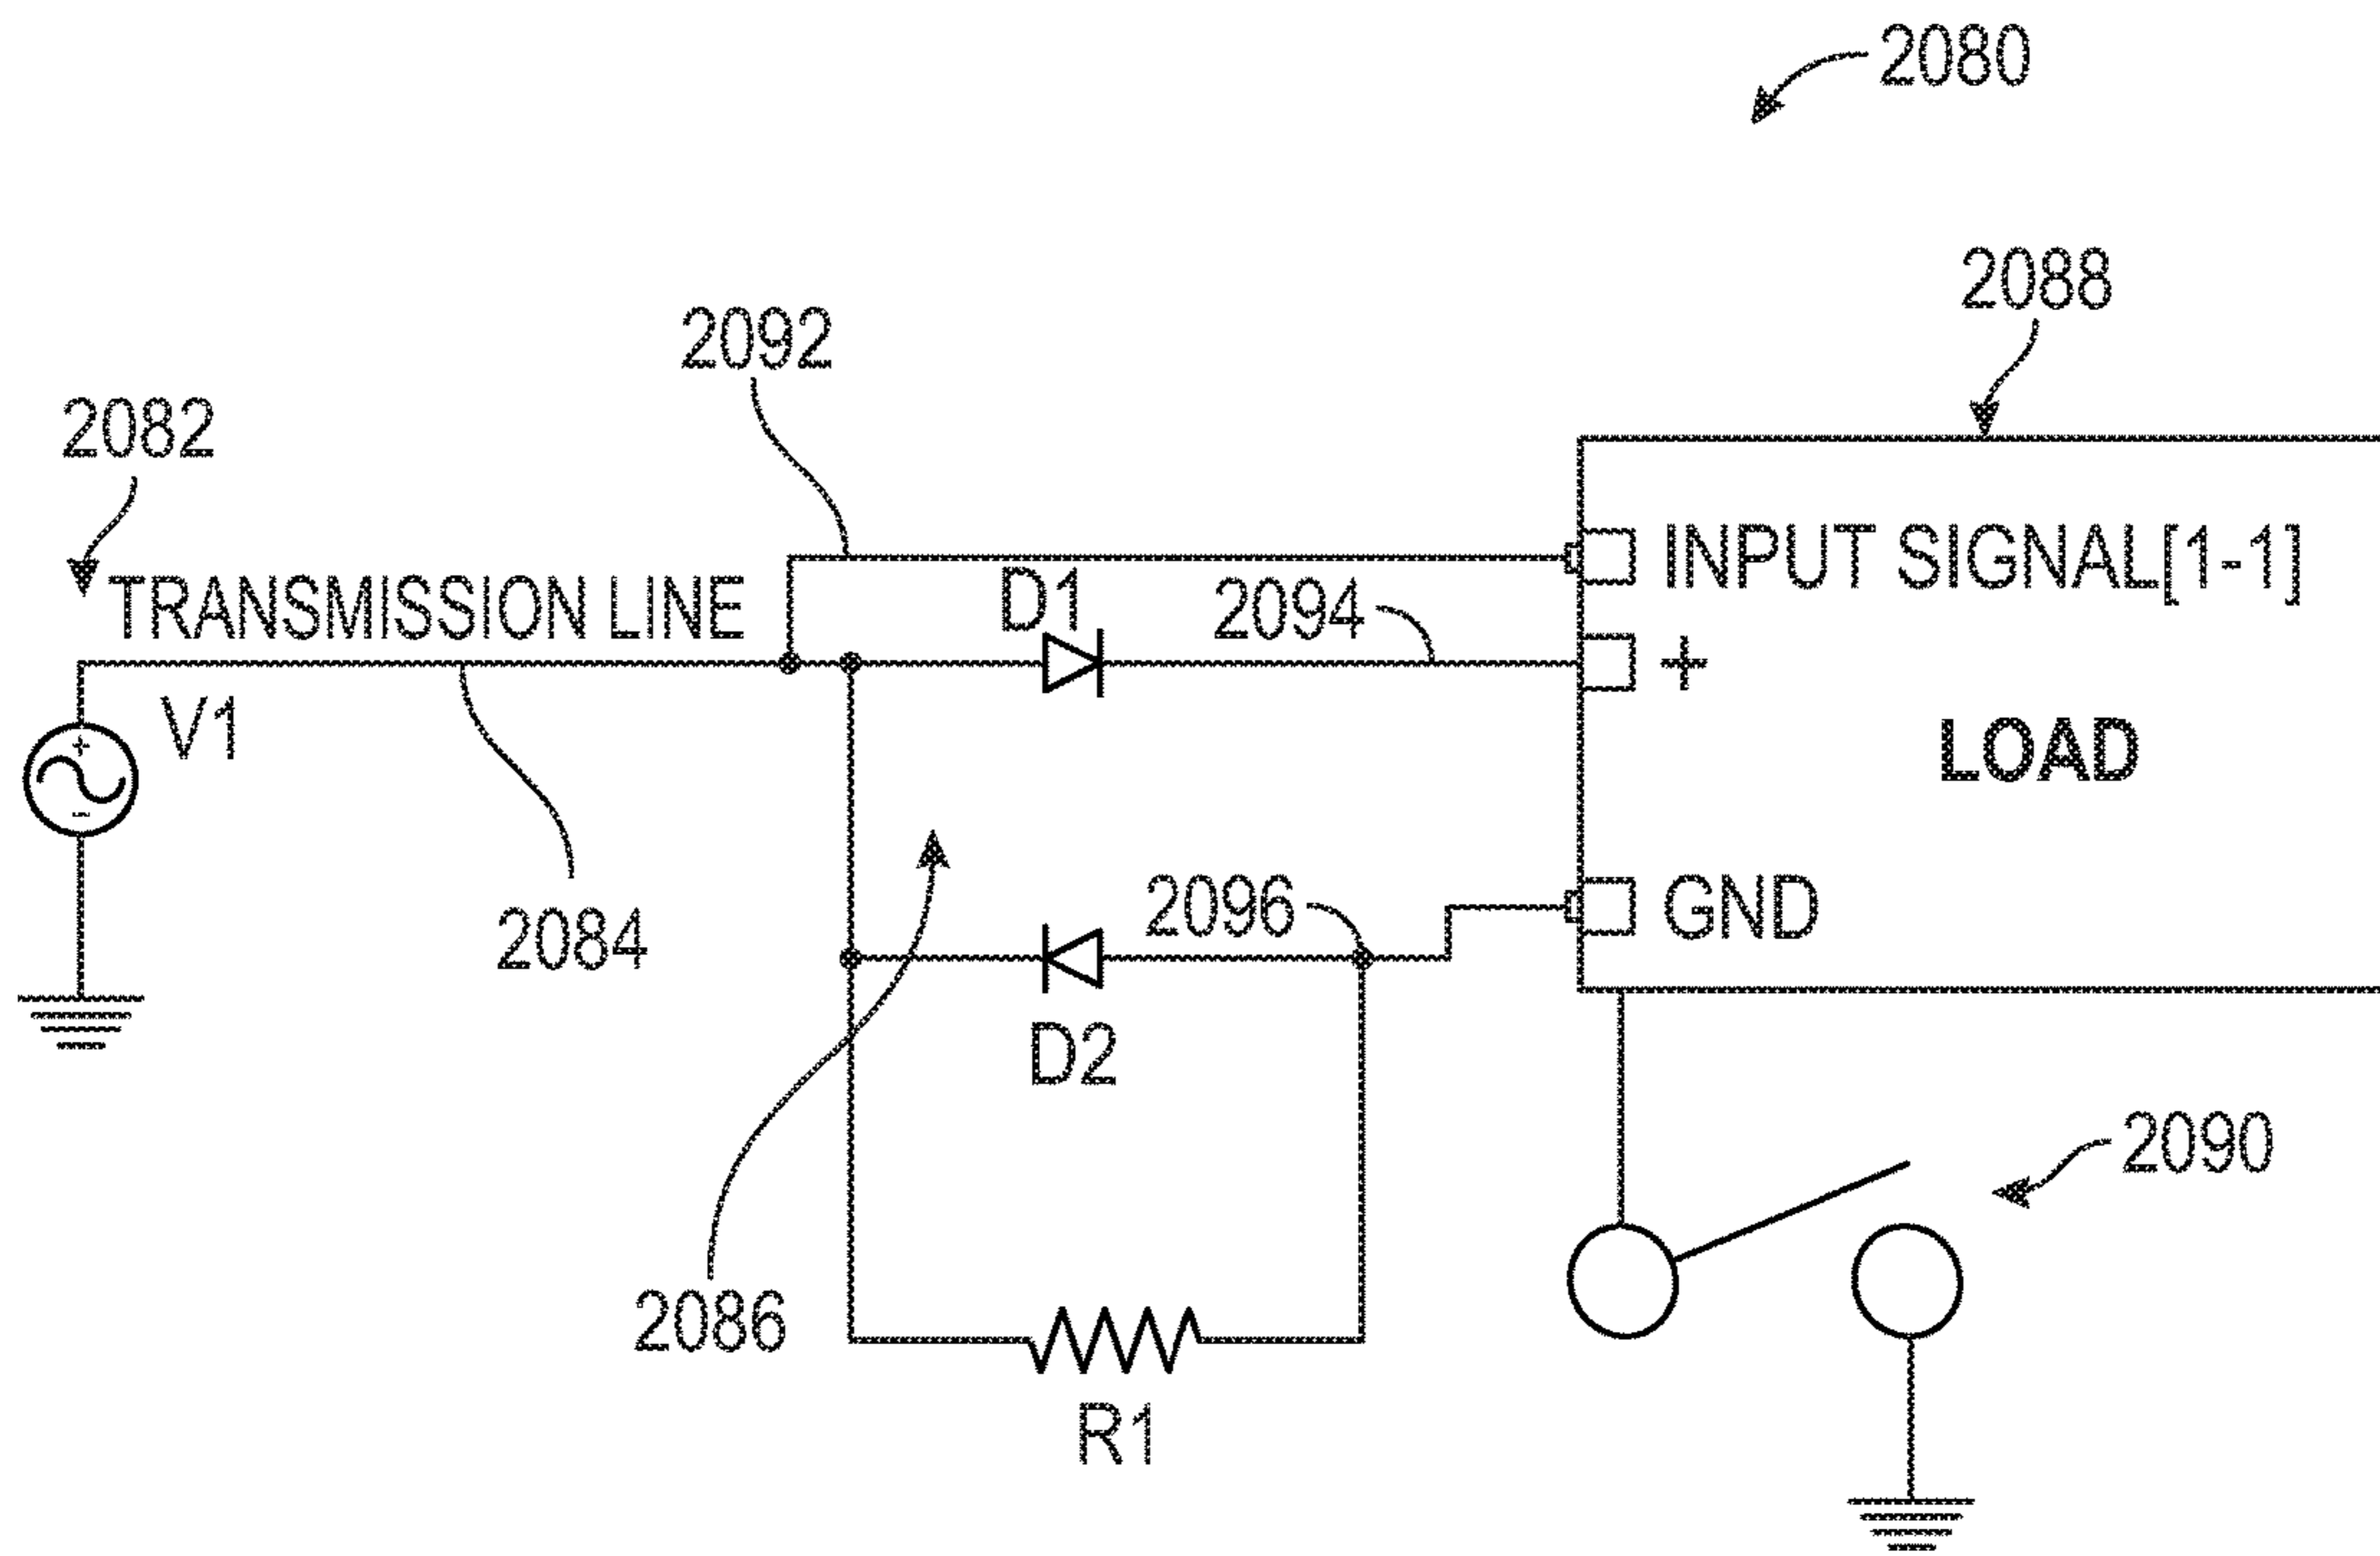 2080
2088
2092
2082
INPUT SIGNAL[1-1]
TRANSMISSION LINE
D1
2094
+
V1
LOAD
+
-
2096
GND
2084
D2
2090
2086
R1